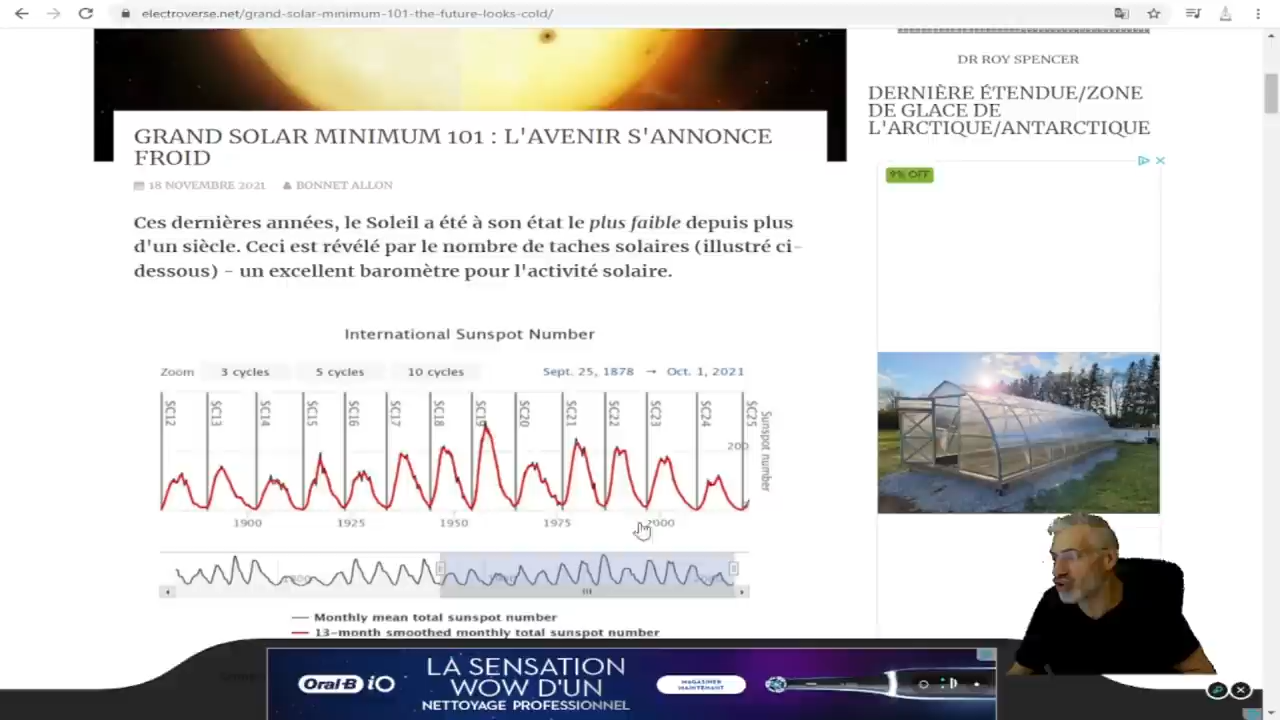 electroverse.net/grand-solar-minimum-101-the-future-looks-cold/
DR ROY SPENCER
DERNIÈRE ÉTENDUE/ZONE
DE GLACE DE
L'ARCTIQUE/ANTARCTIQUE
9% OFF
GRAND SOLAR MINIMUM 101 : L'AVENIR S'ANNONCE
FROID
18 NOVEMBRE 2021 BONNET ALLON
Ces dernières années, le Soleil a été à son état le plus faible depuis plus
d'un siècle. Ceci est révélé par le nombre de taches solaires (illustré ci-
dessous) - un excellent baromètre pour l'activité solaire.
International Sunspot Number
Zoom 3 cycles 5 cycles 10 cycles Sept. 25, 1878 → Oct. 1, 2021
SC12 SC13 SC14 SC15 SC16 SC17 SC18 SC19 SC20 SC21 SC22 SC23 SC24 SC25
200
Sunspot number
1900 1925 1950 1975 2000
Monthly mean total sunspot number
13-month smoothed monthly total sunspot number
Oral-B iO
LA SENSATION
WOW D'UN
NETTOYAGE PROFESSIONNEL
MAGASINER
MAINTENANT